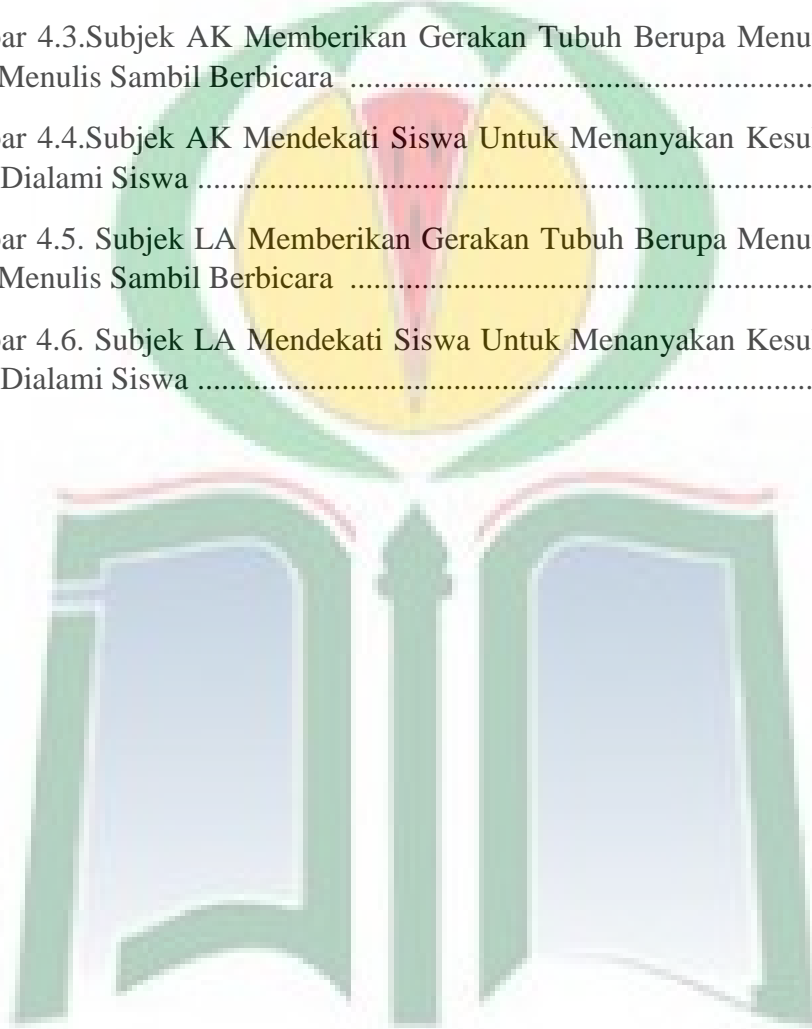 ar 4.3.Subjek AK Memberikan Gerakan Tubuh Berupa Menu
Menulis Sambil Berbicara ............................................................
ar 4.4.Subjek AK Mendekati Siswa Untuk Menanyakan Kesu
Dialami Siswa ..............................................................................
ar 4.5. Subjek LA Memberikan Gerakan Tubuh Berupa Menu
Menulis Sambil Berbicara ............................................................
ar 4.6. Subjek LA Mendekati Siswa Untuk Menanyakan Kesu
Dialami Siswa ..............................................................................